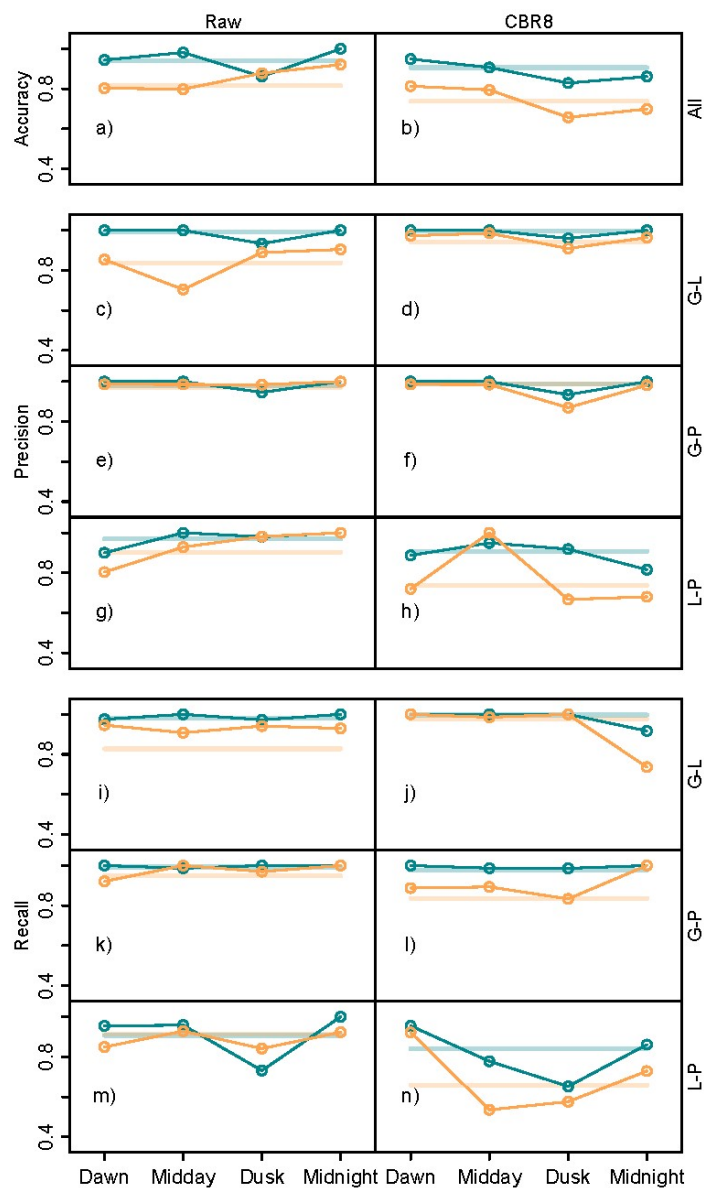 Raw
CBR8
Accuracy
0.8
0.4
a)
b)
All
0.8
0.4
c)
d)
G-L
Precision
0.8
0.4
e)
f)
G-P
0.8
0.4
g)
h)
L-P
0.8
0.4
i)
j)
G-L
Recall
0.8
0.4
k)
l)
G-P
0.8
0.4
m)
n)
L-P
Dawn Midday Dusk Midnight Dawn Midday Dusk Midnight